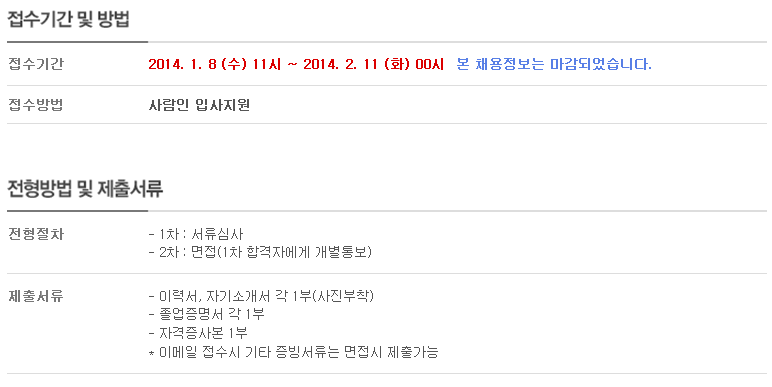 접수기간 및 방법
접수기간 2014. 1. 8 (수) 11시 ~ 2014. 2. 11 (화) 00시 본 채용정보는 마감되었습니다.
접수방법 사람인 입사지원
전형방법 및 제출서류
전형절차 - 1차 : 서류심사
- 2차 : 면접(1차 합격자에게 개별통보)
제출서류 - 이력서, 자기소개서 각 1부(사진부착)
- 졸업증명서 각 1부
- 자격증사본 1부
* 이메일 접수시 기타 증빙서류는 면접시 제출가능